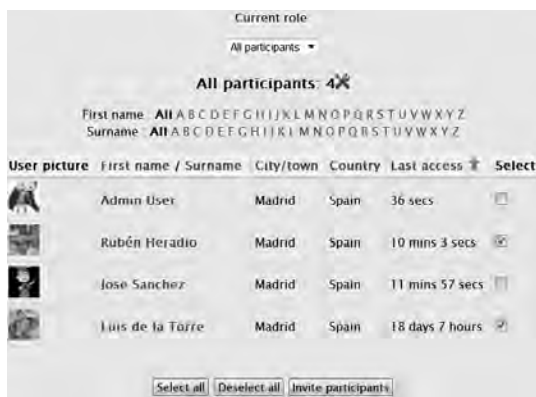 Current role
All participants
All participants: 4
First name : All A B C D E F G H I J K L M N O P Q R S T U V W X Y Z
Surname : All A B C D E F G H I J K L M N O P Q R S T U V W X Y Z
User picture First name / Surname City/town Country Last access Select
Admin User Madrid Spain 36 secs
Rubén Heradio Madrid Spain 10 mins 3 secs
Jose Sanchez Madrid Spain 11 mins 57 secs
Luis de la Torre Madrid Spain 18 days 7 hours
Select all Deselect all Invite participants